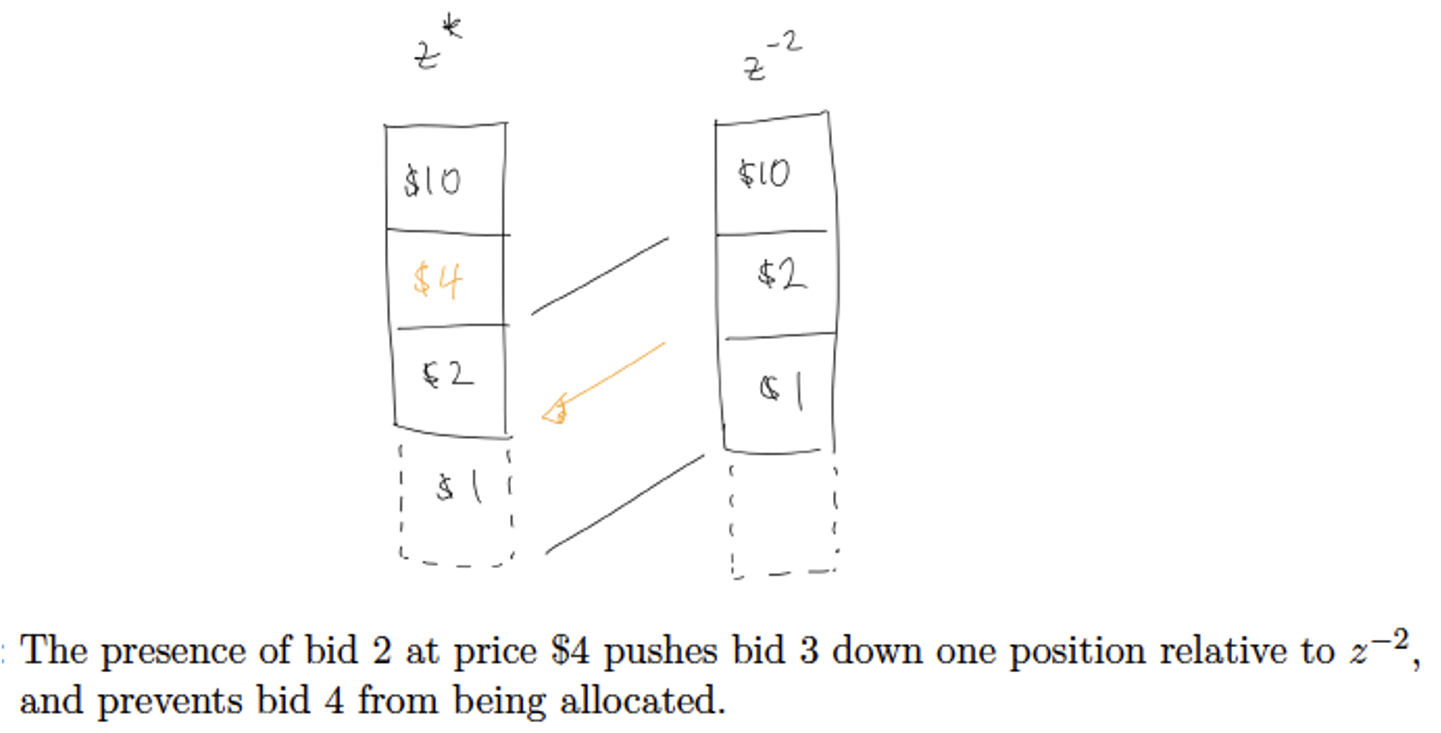 z* z⁻²
$10 $10
$4 $2
$2 $1
$1
: The presence of bid 2 at price $4 pushes bid 3 down one position relative to z⁻²,
and prevents bid 4 from being allocated.